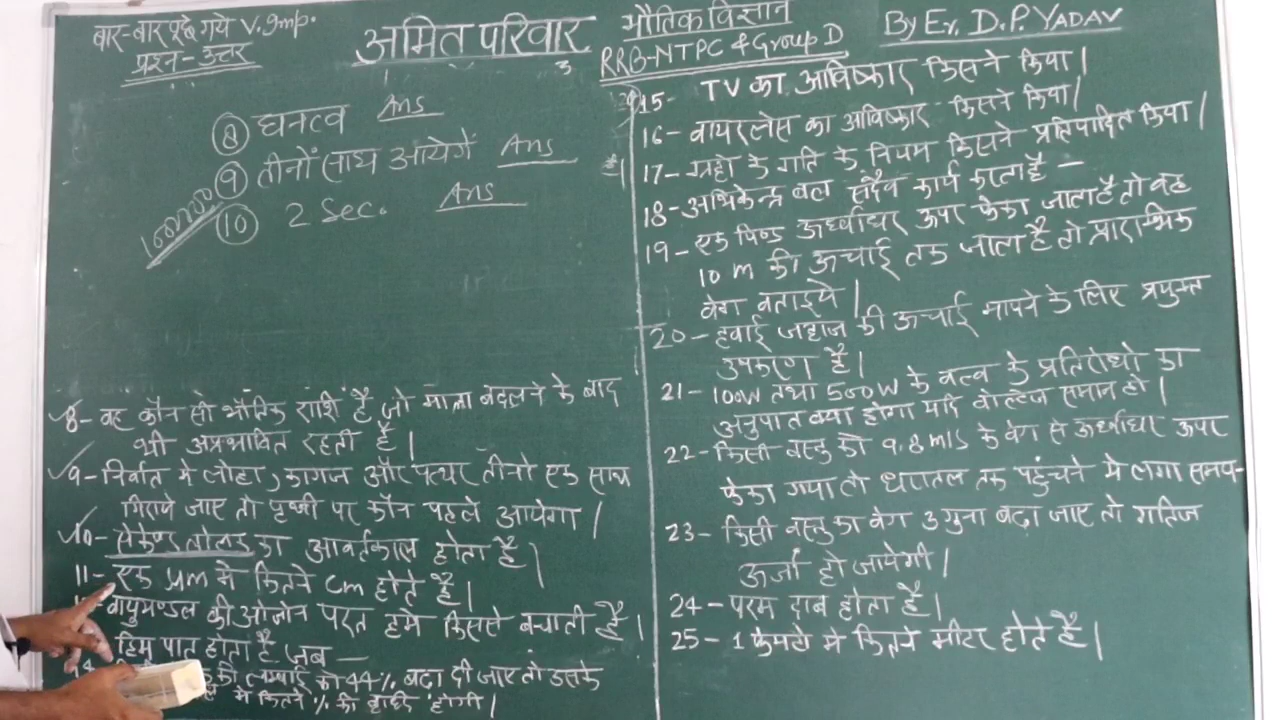 बार-बार पूछे गये V. Imp.
प्रश्न-उत्तर
अमित परिवार
भौतिक विज्ञान
RRB-NTPC & Group D
By Er. D.P. YADAV
⑧ घनत्व Ans
⑨ तीनों साथ आयेगें Ans
⑩ 2 Sec. Ans
8- वह कौन सी भौतिक राशि है जो मात्रा बदलने के बाद
भी अप्रभावित रहती है।
9- निर्वात मे लोहा, कागज और पत्थर तीनो एक साथ
गिराये जाए तो पृथ्वी पर कौन पहले आयेगा।
10- सेकेण्ड लोलक का आवर्तकाल होता है।
11- एक μm मे कितने cm होते है।
वायुमण्डल की ओजोन परत हमे किससे बचाती है।
हिम पात होता है जब —
की लम्बाई को 44% बढ़ा दी जाए तो उसके
मे कितने % की वृद्धि होगी।
15- TV का आविष्कार किसने किया।
16- वायरलेस का आविष्कार किसने किया।
17- ग्रहो के गति के नियम किसने प्रतिपादित किया।
18- अभिकेन्द्र बल सदैव कार्य करता है —
19- एक पिण्ड ऊर्ध्वाधर ऊपर फेका जाता है तो वह
10 m की ऊचाई तक जाता है तो प्रारम्भिक
वेग बताइये।
20- हवाई जहाज की ऊचाई मापने के लिए प्रयुक्त
उपकरण है।
21- 100W तथा 500W के बल्ब के प्रतिरोधो का
अनुपात क्या होगा यदि वोल्टेज समान हो।
22- किसी वस्तु को 9.8 m/s के वेग से ऊर्ध्वाधर ऊपर
फेका गया तो धरातल तक पहुंचने मे लगा समय-
23- किसी वस्तु का वेग 3 गुना बढ़ा जाए तो गतिज
ऊर्जा हो जायेगी।
24- परम दाब होता है।
25- 1 फेमटो मे कितने मीटर होते है।